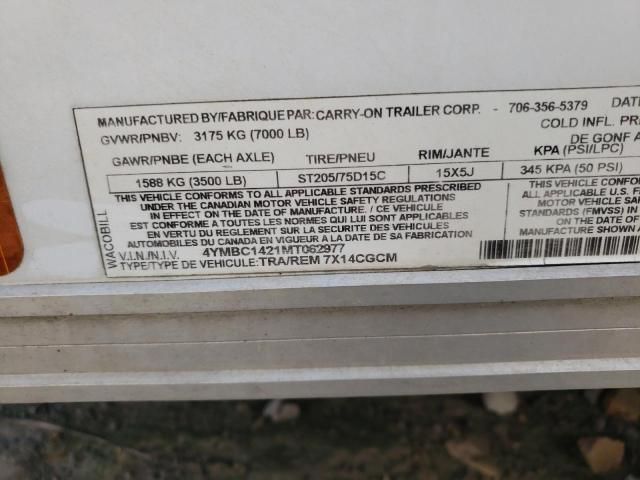 MANUFACTURED BY/FABRIQUE PAR: CARRY-ON TRAILER CORP. - 706-356-5379 DATE
GVWR/PNBV: 3175 KG (7000 LB) COLD INFL. PR
DE GONF A
GAWR/PNBE (EACH AXLE) TIRE/PNEU RIM/JANTE KPA (PSI/LPC)
1588 KG (3500 LB) ST205/75D15C 15X5J 345 KPA (50 PSI)
THIS VEHICLE CONFORMS TO ALL APPLICABLE STANDARDS PRESCRIBED
UNDER THE CANADIAN MOTOR VEHICLE SAFETY REGULATIONS
IN EFFECT ON THE DATE OF MANUFACTURE. / CE VEHICULE EST
CONFORME A TOUTES LES NORMES QUI LUI SONT APPLICABLES EN
VERTU DU REGLEMENT SUR LA SECURITE DES VEHICULES
AUTOMOBILES DU CANADA EN VIGUEUR A LA DATE DE SA FABRICATION
THIS VEHICLE CONF
ALL APPLICABLE U.S. F
MOTOR VEHICLE SAFE
STANDARDS (FMVSS) IN
MANUFACTURE SHOWN A
V.I.N./N.I.V. 4YMBC1421MT062977
TYPE/TYPE DE VEHICULE: TRA/REM 7X14CGCM
WACOBILL